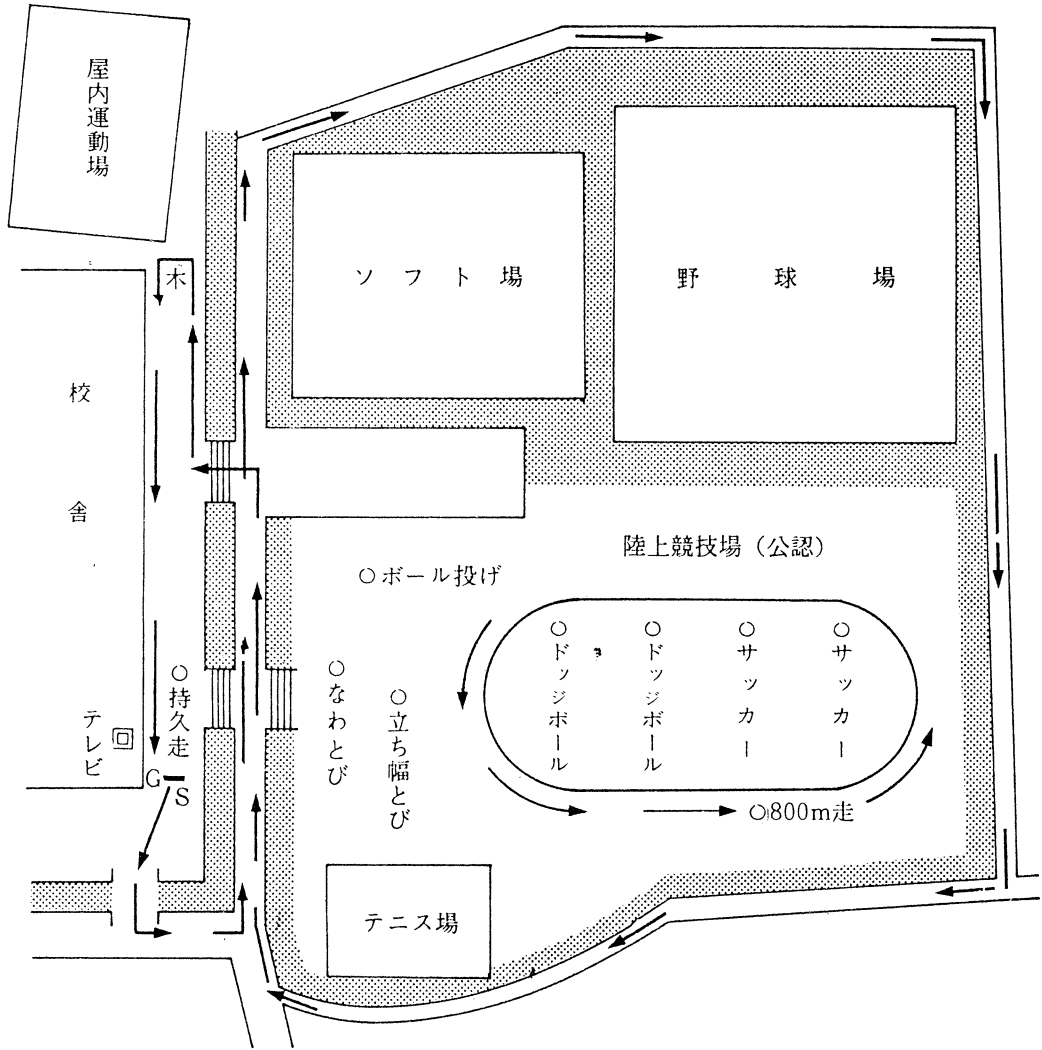 屋内運動場
木
ソフト場
野球場
校舎
陸上競技場（公認）
○ボール投げ
○ドッジボール
○ドッジボール
○サッカー
○サッカー
○なわとび
○立ち幅とび
○持久走
テレビ
G
S
○800m走
テニス場